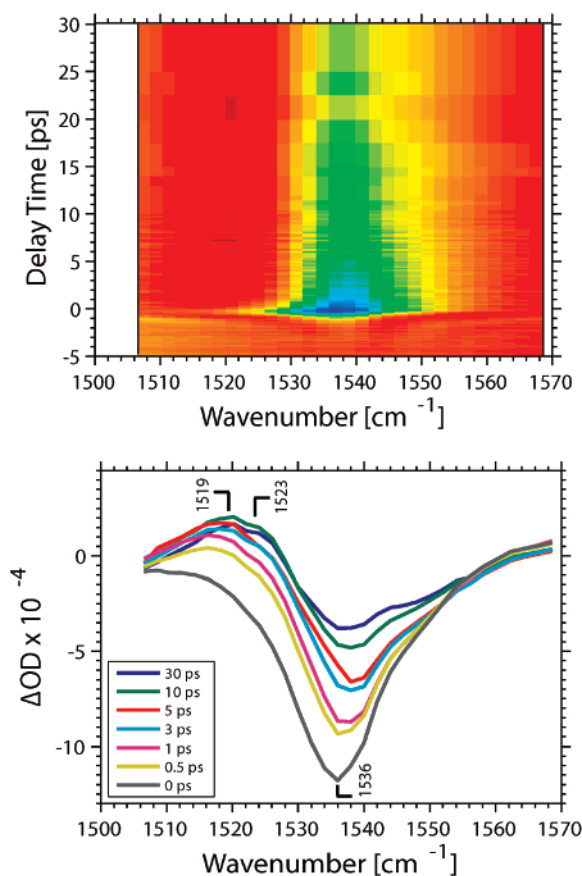 30
25
20
15
10
5
0
-5
Delay Time [ps]
1500 1510 1520 1530 1540 1550 1560 1570
Wavenumber [cm ⁻¹]
1519
1523
0
-5
-10
ΔOD x 10 ⁻⁴
30 ps
10 ps
5 ps
3 ps
1 ps
0.5 ps
0 ps
1536
1500 1510 1520 1530 1540 1550 1560 1570
Wavenumber [cm ⁻¹]